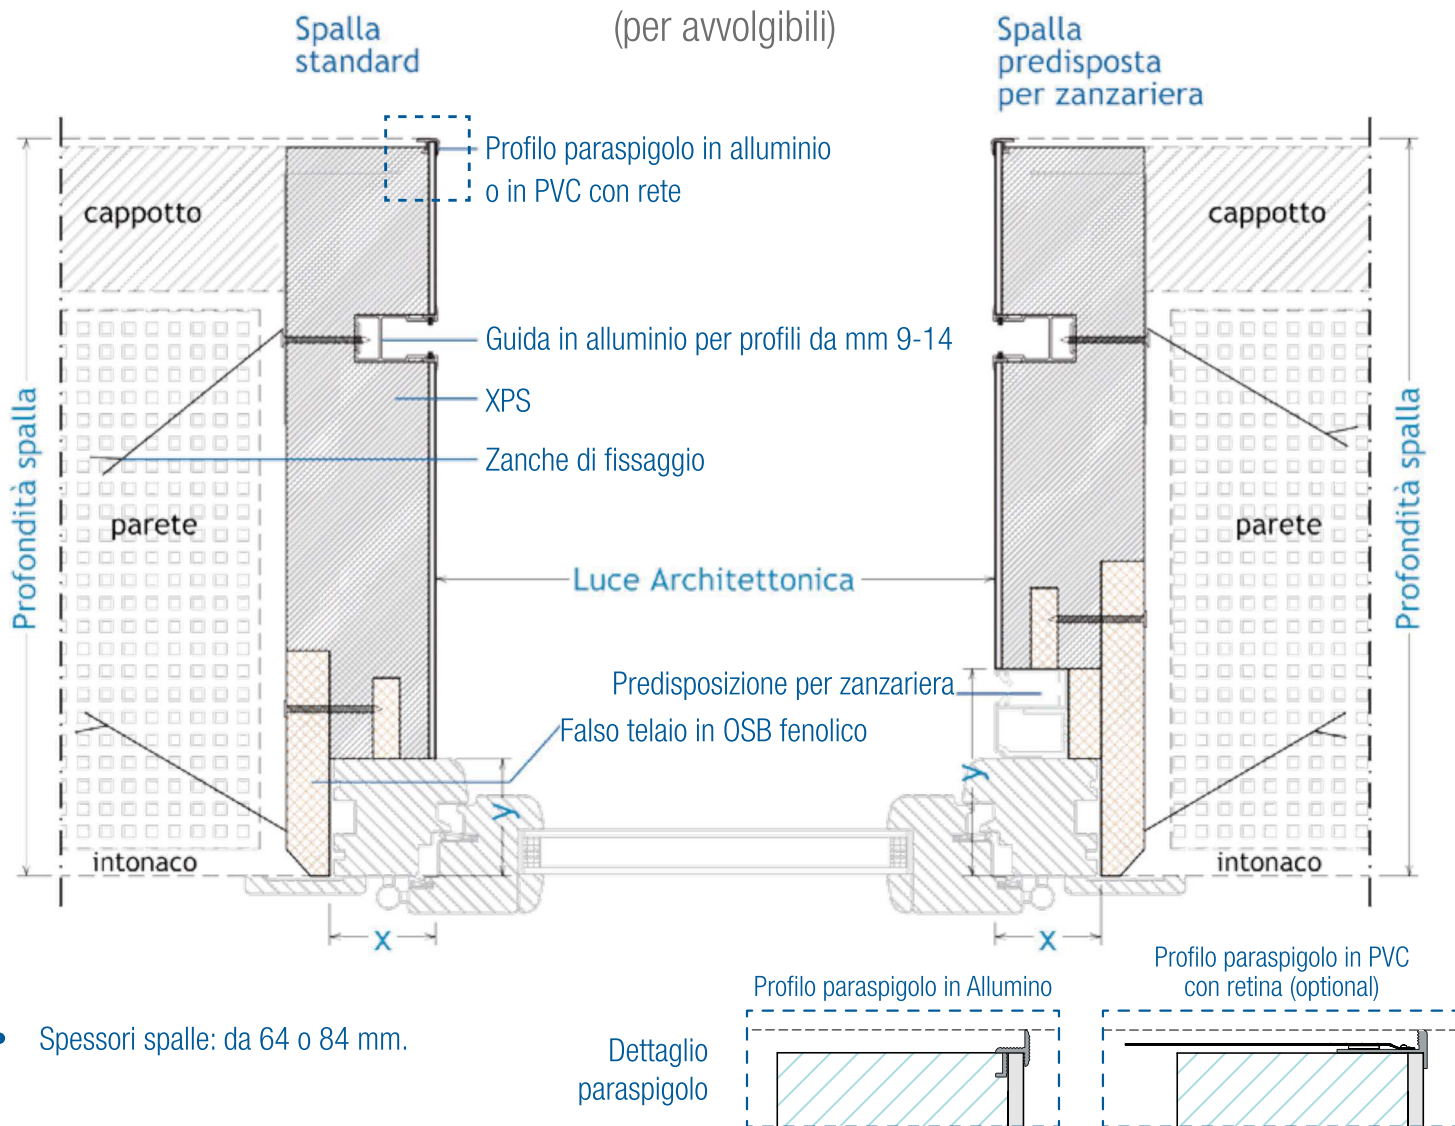 (per avvolgibili)
Spalla
standard
Spalla
predisposta
per zanzariera
Profilo paraspigolo in alluminio
o in PVC con rete
cappotto
cappotto
Guida in alluminio per profili da mm 9-14
XPS
Zanche di fissaggio
Profondità spalla
Profondità spalla
parete
parete
Luce Architettonica
Predisposizione per zanzariera
Falso telaio in OSB fenolico
y
y
intonaco
intonaco
x
x
Profilo paraspigolo in Allumino
Profilo paraspigolo in PVC
con retina (optional)
• Spessori spalle: da 64 o 84 mm.
Dettaglio
paraspigolo